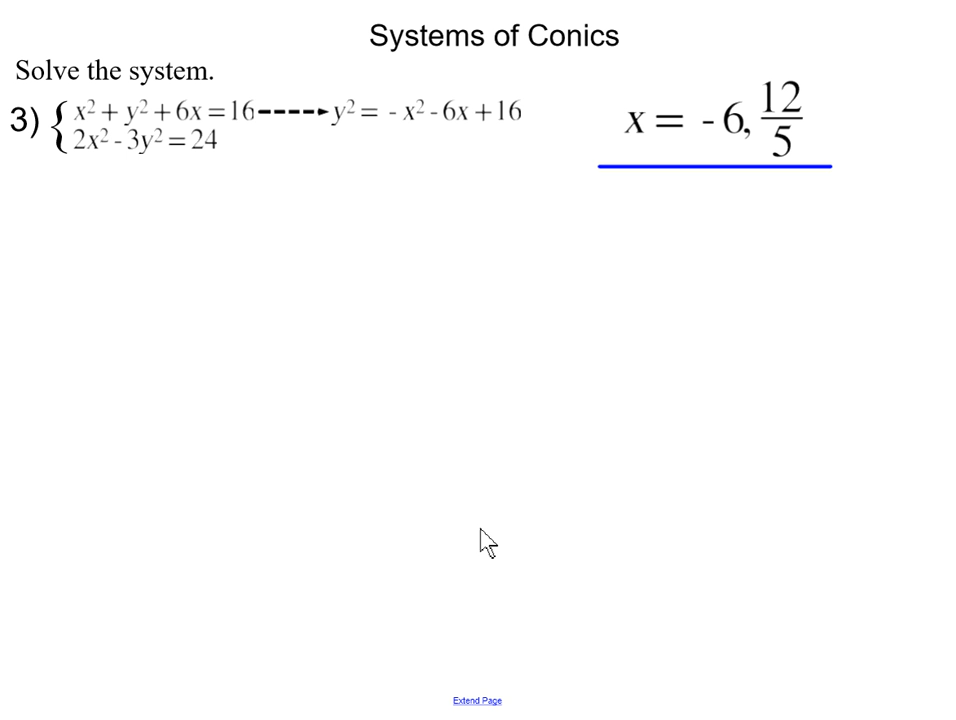 Systems of Conics
Solve the system.
3) { x² + y² + 6x = 16 ----➔ y² = - x² - 6x + 16
2x² - 3y² = 24
x = - 6, 12/5
Extend Page